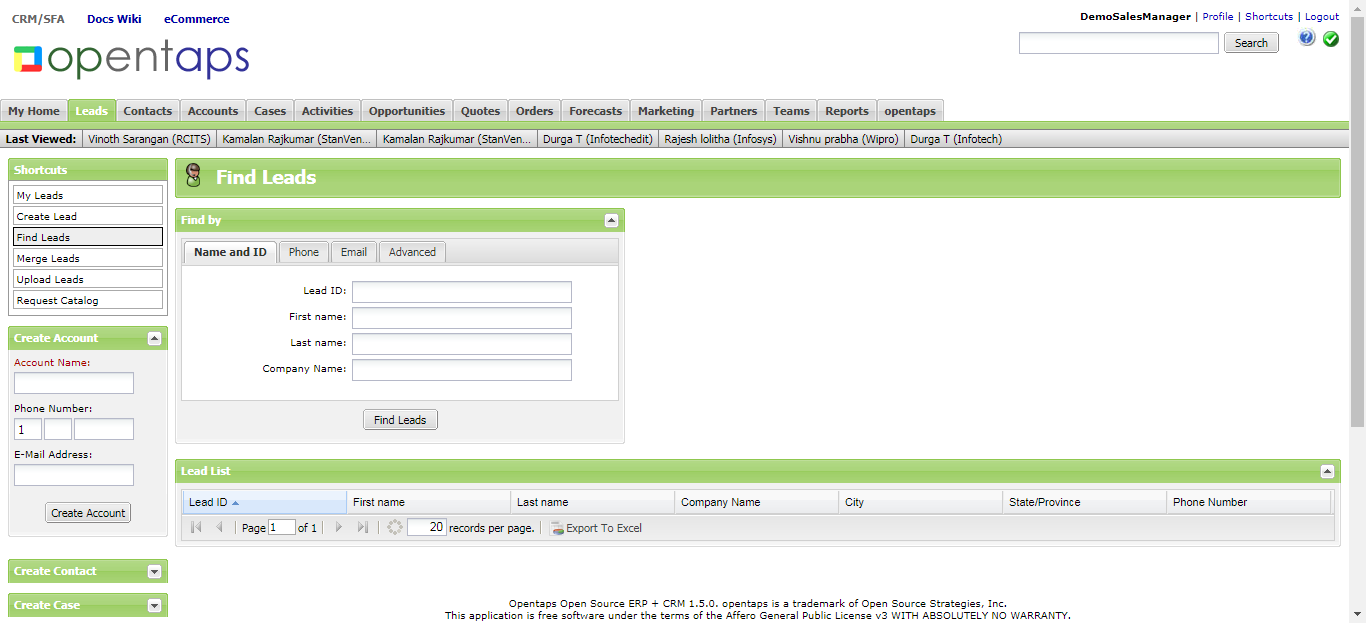 CRM/SFA Docs Wiki eCommerce
DemoSalesManager | Profile | Shortcuts | Logout
opentaps
Search
?
My Home Leads Contacts Accounts Cases Activities Opportunities Quotes Orders Forecasts Marketing Partners Teams Reports opentaps
Last Viewed: Vinoth Sarangan (RCITS) Kamalan Rajkumar (StanVen... Kamalan Rajkumar (StanVen... Durga T (Infotechedit) Rajesh lolitha (Infosys) Vishnu prabha (Wipro) Durga T (Infotech)
Shortcuts
My Leads
Create Lead
Find Leads
Merge Leads
Upload Leads
Request Catalog
Create Account
Account Name:
Phone Number:
1
E-Mail Address:
Create Account
Create Contact
Create Case
Find Leads
Find by
Name and ID Phone Email Advanced
Lead ID:
First name:
Last name:
Company Name:
Find Leads
Lead List
Lead ID First name Last name Company Name City State/Province Phone Number
Page 1 of 1 20 records per page. Export To Excel
Opentaps Open Source ERP + CRM 1.5.0. opentaps is a trademark of Open Source Strategies, Inc.
This application is free software under the terms of the Affero General Public License v3 WITH ABSOLUTELY NO WARRANTY.